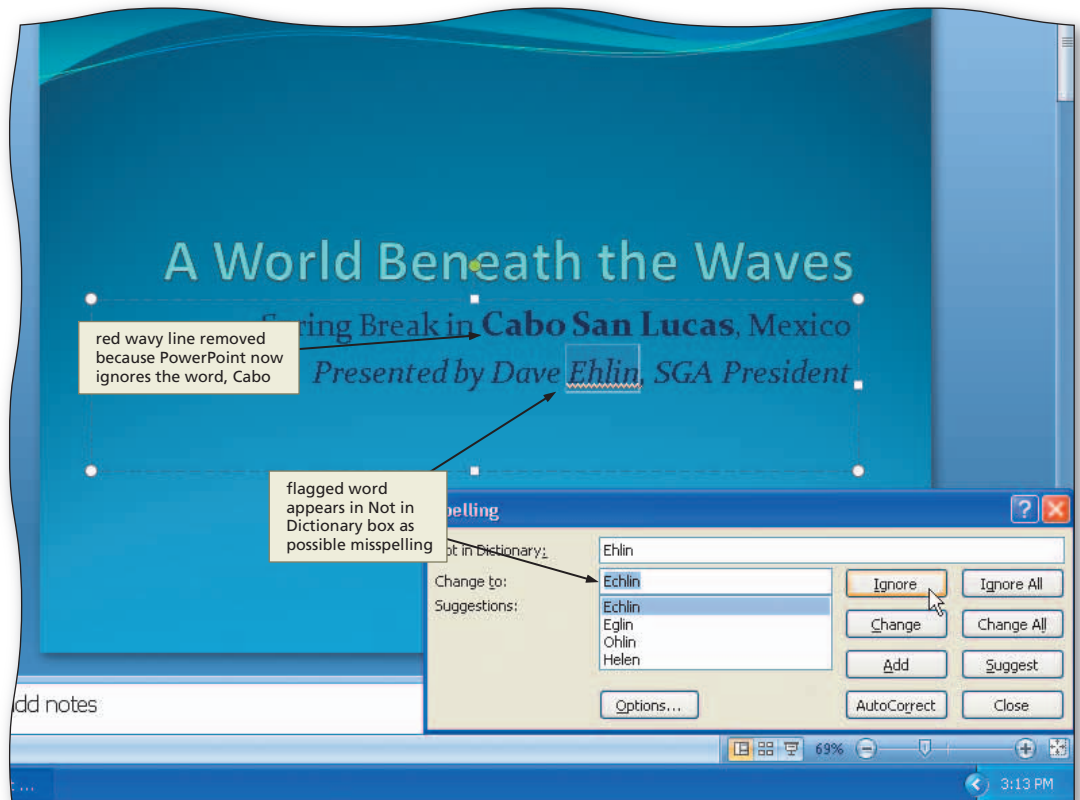 A World Beneath the Waves
ring Break in Cabo San Lucas, Mexico
Presented by Dave Ehlin, SGA President
red wavy line removed
because PowerPoint now
ignores the word, Cabo
flagged word
appears in Not in
Dictionary box as
possible misspelling
pelling
ot in Dictionary: Ehlin
Change to: Echlin
Ignore Ignore All
Suggestions: Echlin
Eglin
Ohlin
Helen
Change Change All
Add Suggest
Options... AutoCorrect Close
dd notes
69%
3:13 PM